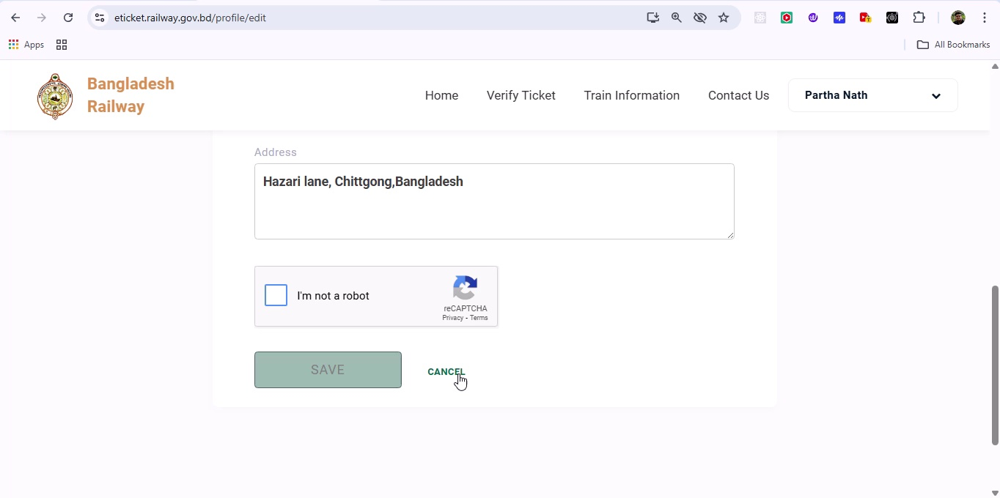 eticket.railway.gov.bd/profile/edit
Apps
All Bookmarks
Bangladesh
Railway
Home
Verify Ticket
Train Information
Contact Us
Partha Nath
Address
Hazari lane, Chittgong,Bangladesh
I'm not a robot
reCAPTCHA
Privacy - Terms
SAVE
CANCEL